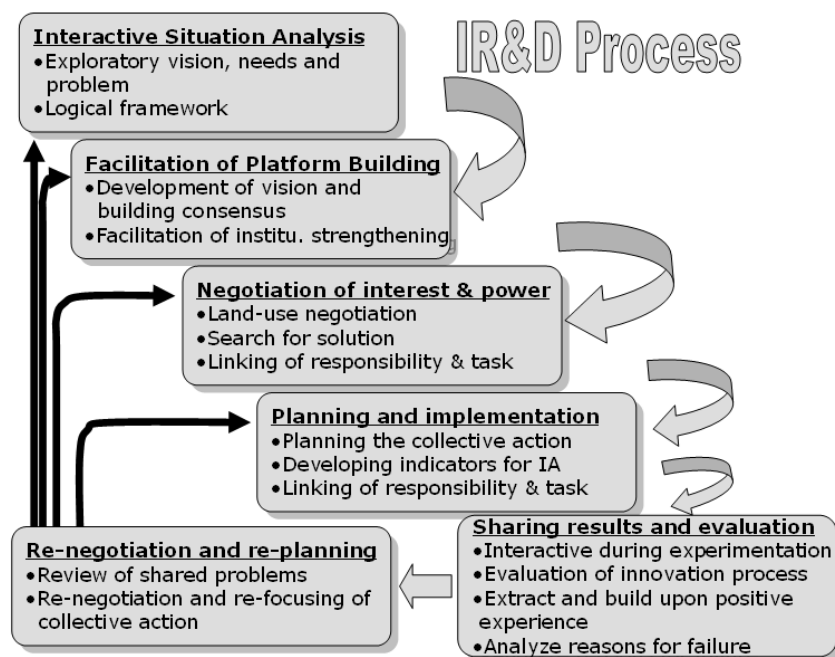 IR&D Process
Interactive Situation Analysis
•Exploratory vision, needs and
problem
•Logical framework
Facilitation of Platform Building
•Development of vision and
building consensus
•Facilitation of institu. strengthening
Negotiation of interest & power
•Land-use negotiation
•Search for solution
•Linking of responsibility & task
Planning and implementation
•Planning the collective action
•Developing indicators for IA
•Linking of responsibility & task
Sharing results and evaluation
•Interactive during experimentation
•Evaluation of innovation process
•Extract and build upon positive
experience
•Analyze reasons for failure
Re-negotiation and re-planning
•Review of shared problems
•Re-negotiation and re-focusing of
collective action